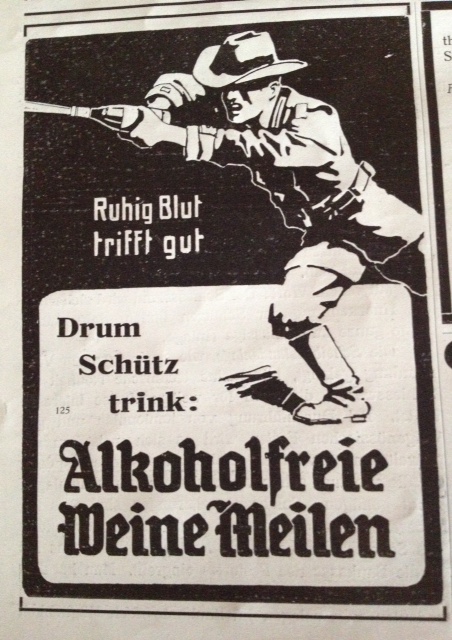 Ruhig Blut
trifft gut
Drum
Schütz
trink:
125
Alkoholfreie
Weine Meilen